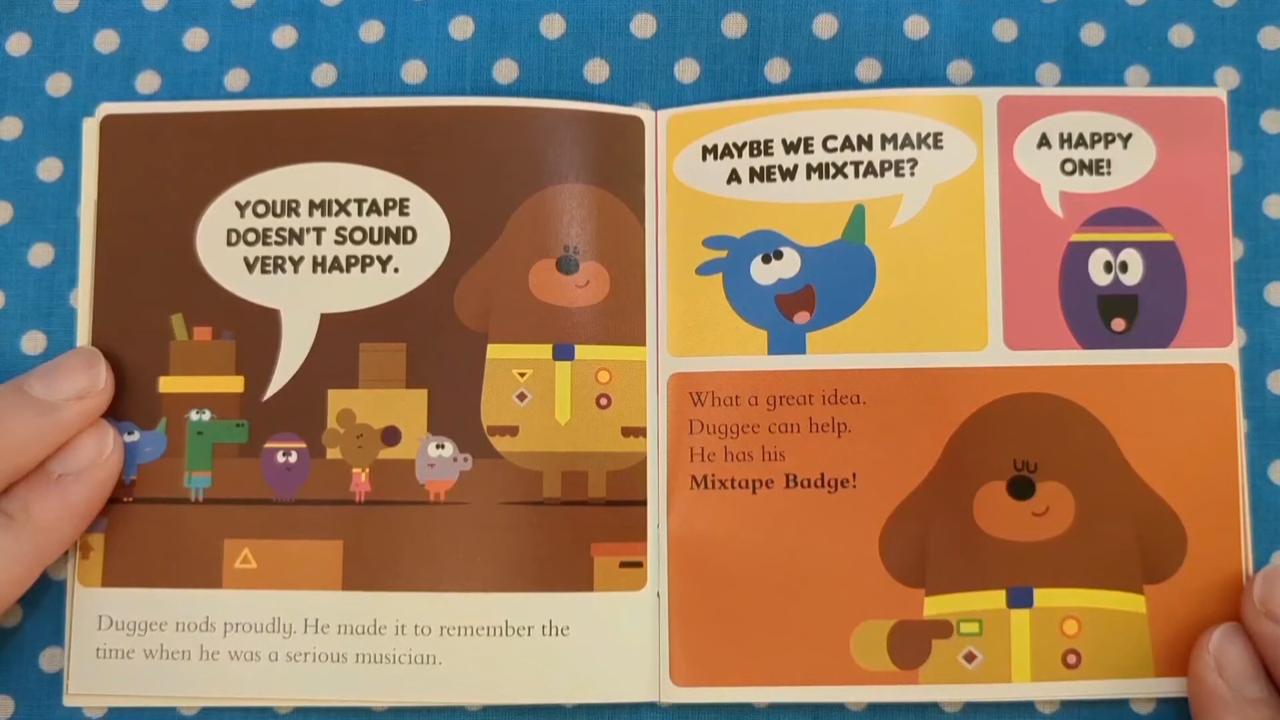 YOUR MIXTAPE
DOESN'T SOUND
VERY HAPPY.
Duggee nods proudly. He made it to remember the
time when he was a serious musician.
MAYBE WE CAN MAKE
A NEW MIXTAPE?
A HAPPY
ONE!
What a great idea.
Duggee can help.
He has his
Mixtape Badge!